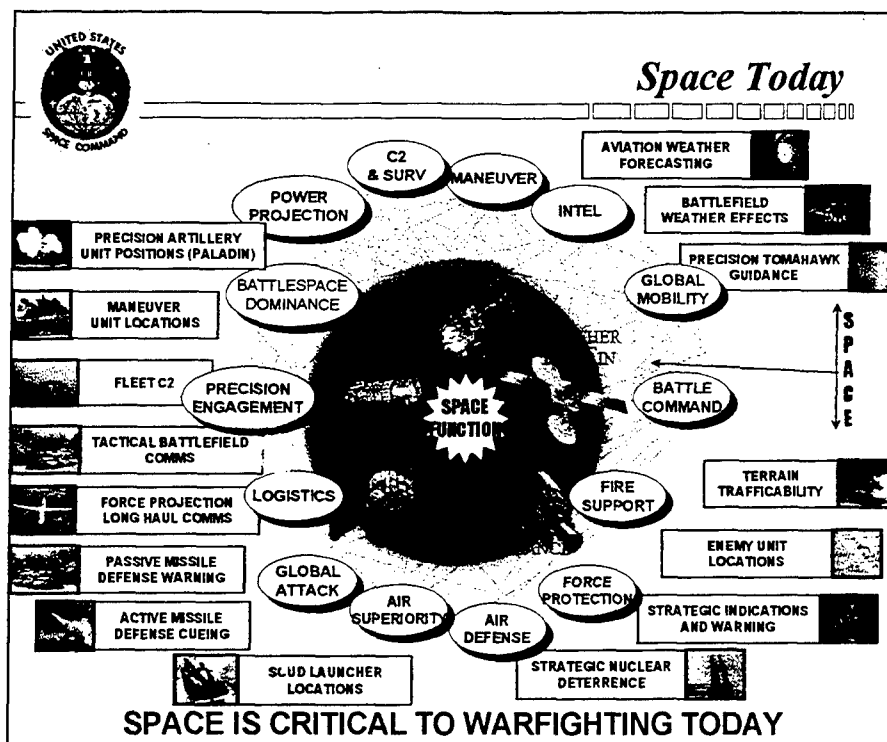 UNITED STATES
SPACE COMMAND
Space Today
C2
& SURV
MANEUVER
AVIATION WEATHER
FORECASTING
POWER
PROJECTION
INTEL
BATTLEFIELD
WEATHER EFFECTS
PRECISION ARTILLERY
UNIT POSITIONS (PALADIN)
PRECISION TOMAHAWK
GUIDANCE
BATTLESPACE
DOMINANCE
GLOBAL
MOBILITY
MANEUVER
UNIT LOCATIONS
SPACE
FLEET C2
PRECISION
ENGAGEMENT
SPACE
FUNCTION
BATTLE
COMMAND
TACTICAL BATTLEFIELD
COMMS
LOGISTICS
FIRE
SUPPORT
TERRAIN
TRAFFICABILITY
FORCE PROJECTION
LONG HAUL COMMS
ENEMY UNIT
LOCATIONS
PASSIVE MISSILE
DEFENSE WARNING
GLOBAL
ATTACK
AIR
SUPERIORITY
AIR
DEFENSE
FORCE
PROTECTION
ACTIVE MISSILE
DEFENSE CUEING
STRATEGIC INDICATIONS
AND WARNING
SCUD LAUNCHER
LOCATIONS
STRATEGIC NUCLEAR
DETERRENCE
SPACE IS CRITICAL TO WARFIGHTING TODAY